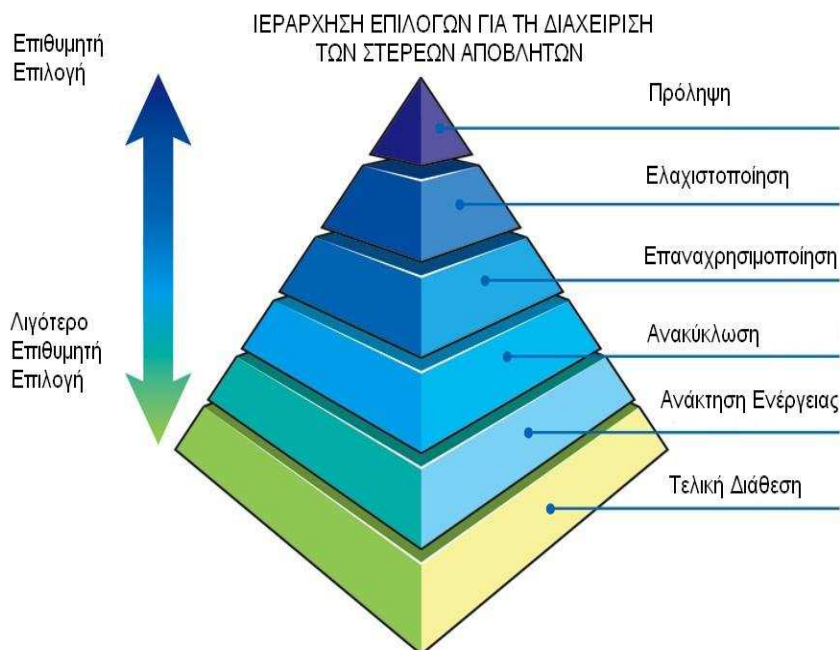 ΙΕΡΑΡΧΗΣΗ ΕΠΙΛΟΓΩΝ ΓΙΑ ΤΗ ΔΙΑΧΕΙΡΙΣΗ
ΤΩΝ ΣΤΕΡΕΩΝ ΑΠΟΒΛΗΤΩΝ
Επιθυμητή
Επιλογή
Πρόληψη
Ελαχιστοποίηση
Επαναχρησιμοποίηση
Λιγότερο
Επιθυμητή
Επιλογή
Ανακύκλωση
Ανάκτηση Ενέργειας
Τελική Διάθεση